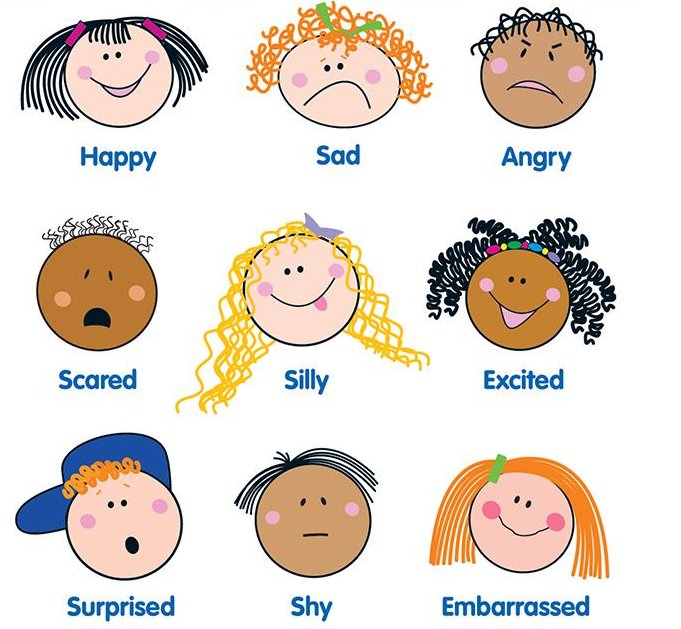 Happy
Sad
Angry
Scared
Silly
Excited
Surprised
Shy
Embarrassed